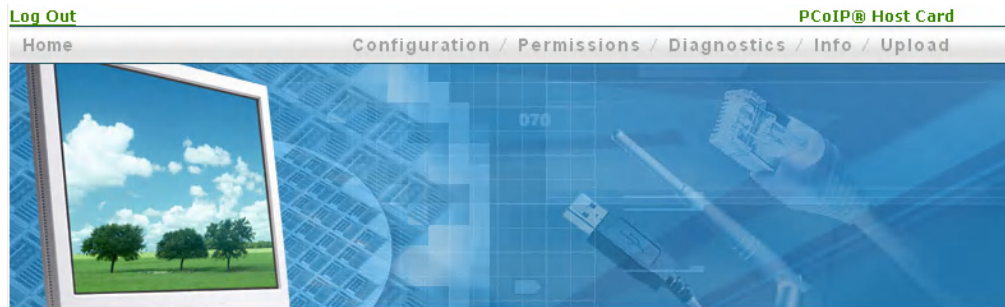 Log Out PCoIP® Host Card
Home Configuration / Permissions / Diagnostics / Info / Upload
070